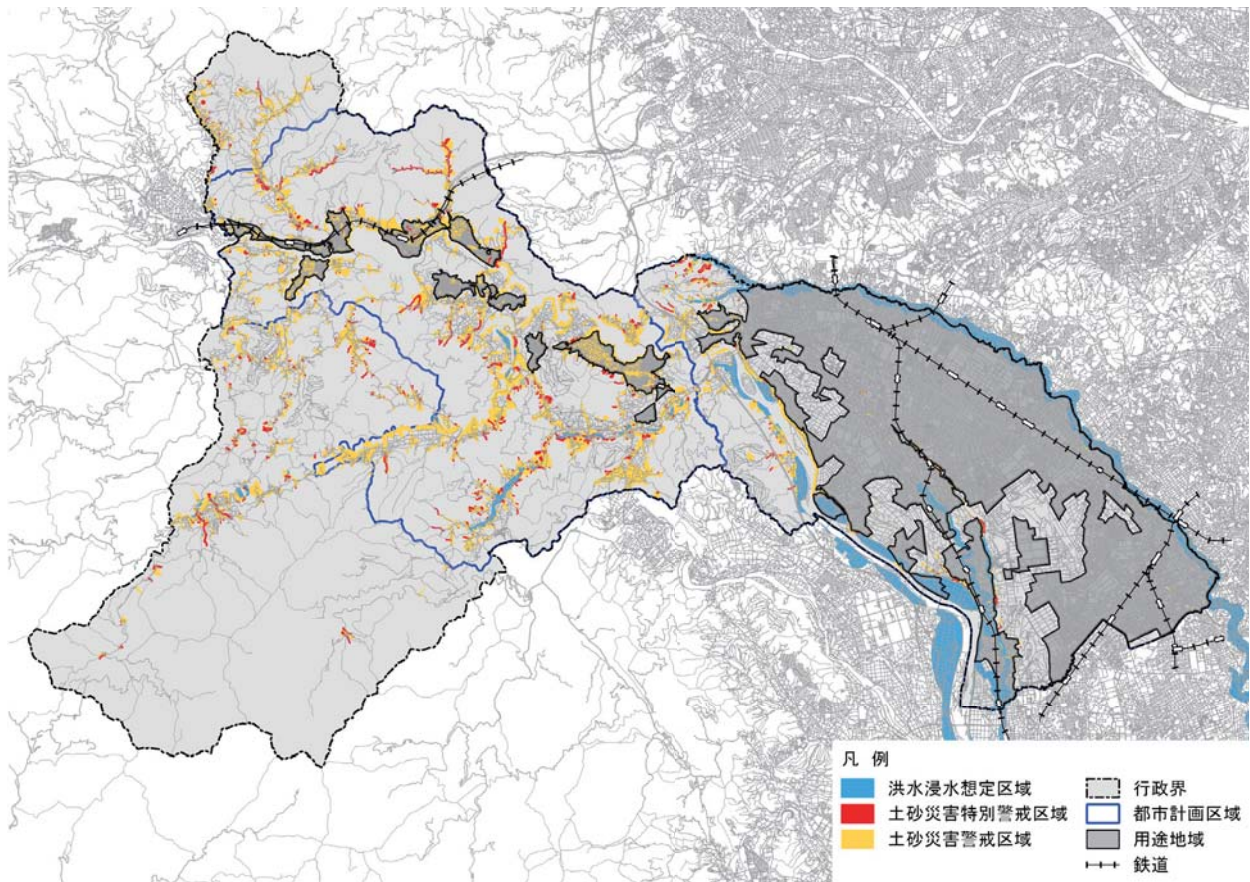 凡 例
洪水浸水想定区域
土砂災害特別警戒区域
土砂災害警戒区域
行政界
都市計画区域
用途地域
鉄道